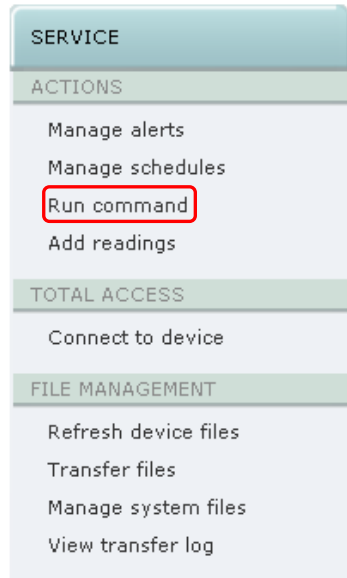 SERVICE
ACTIONS
Manage alerts
Manage schedules
Run command
Add readings
TOTAL ACCESS
Connect to device
FILE MANAGEMENT
Refresh device files
Transfer files
Manage system files
View transfer log